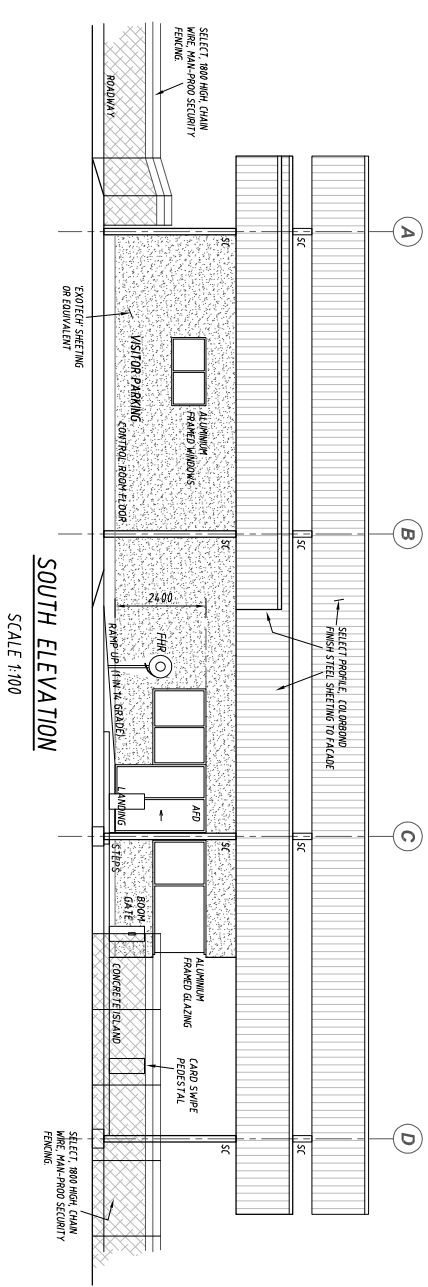 A
B
C
D
SELECT, 1800 HIGH, CHAIN
WIRE, MAN-PROO SECURITY
FENCING.
ROADWAY
SC
SC
SC
SC
SC
SC
SC
SC
SELECT PROFILE, COLORBOND
FINISH STEEL SHEETING TO FACADE
ALUMINIUM
FRAMED WINDOWS
VISITOR PARKING
CONTROL ROOM FLOOR
'EXOTECH' SHEETING
OR EQUIVALENT
2400
FHR
RAMP UP (1 IN 14 GRADE)
AFD
LANDING
STEPS
BOOM-
GATE
ALUMINIUM
FRAMED GLAZING
CONCRETE ISLAND
CARD SWIPE
PEDESTAL
SELECT, 1800 HIGH, CHAIN
WIRE, MAN-PROO SECURITY
FENCING.
SOUTH ELEVATION
SCALE 1:100